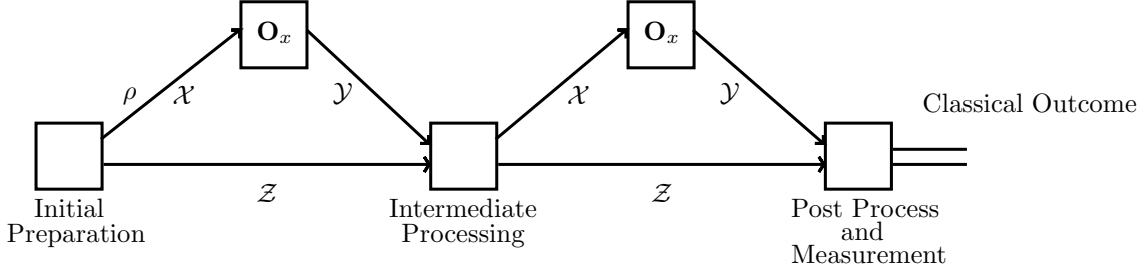 O_x
O_x
ρ
𝒳
𝒴
𝒳
𝒴
Classical Outcome
𝒵
𝒵
Initial
Preparation
Intermediate
Processing
Post Process
and
Measurement